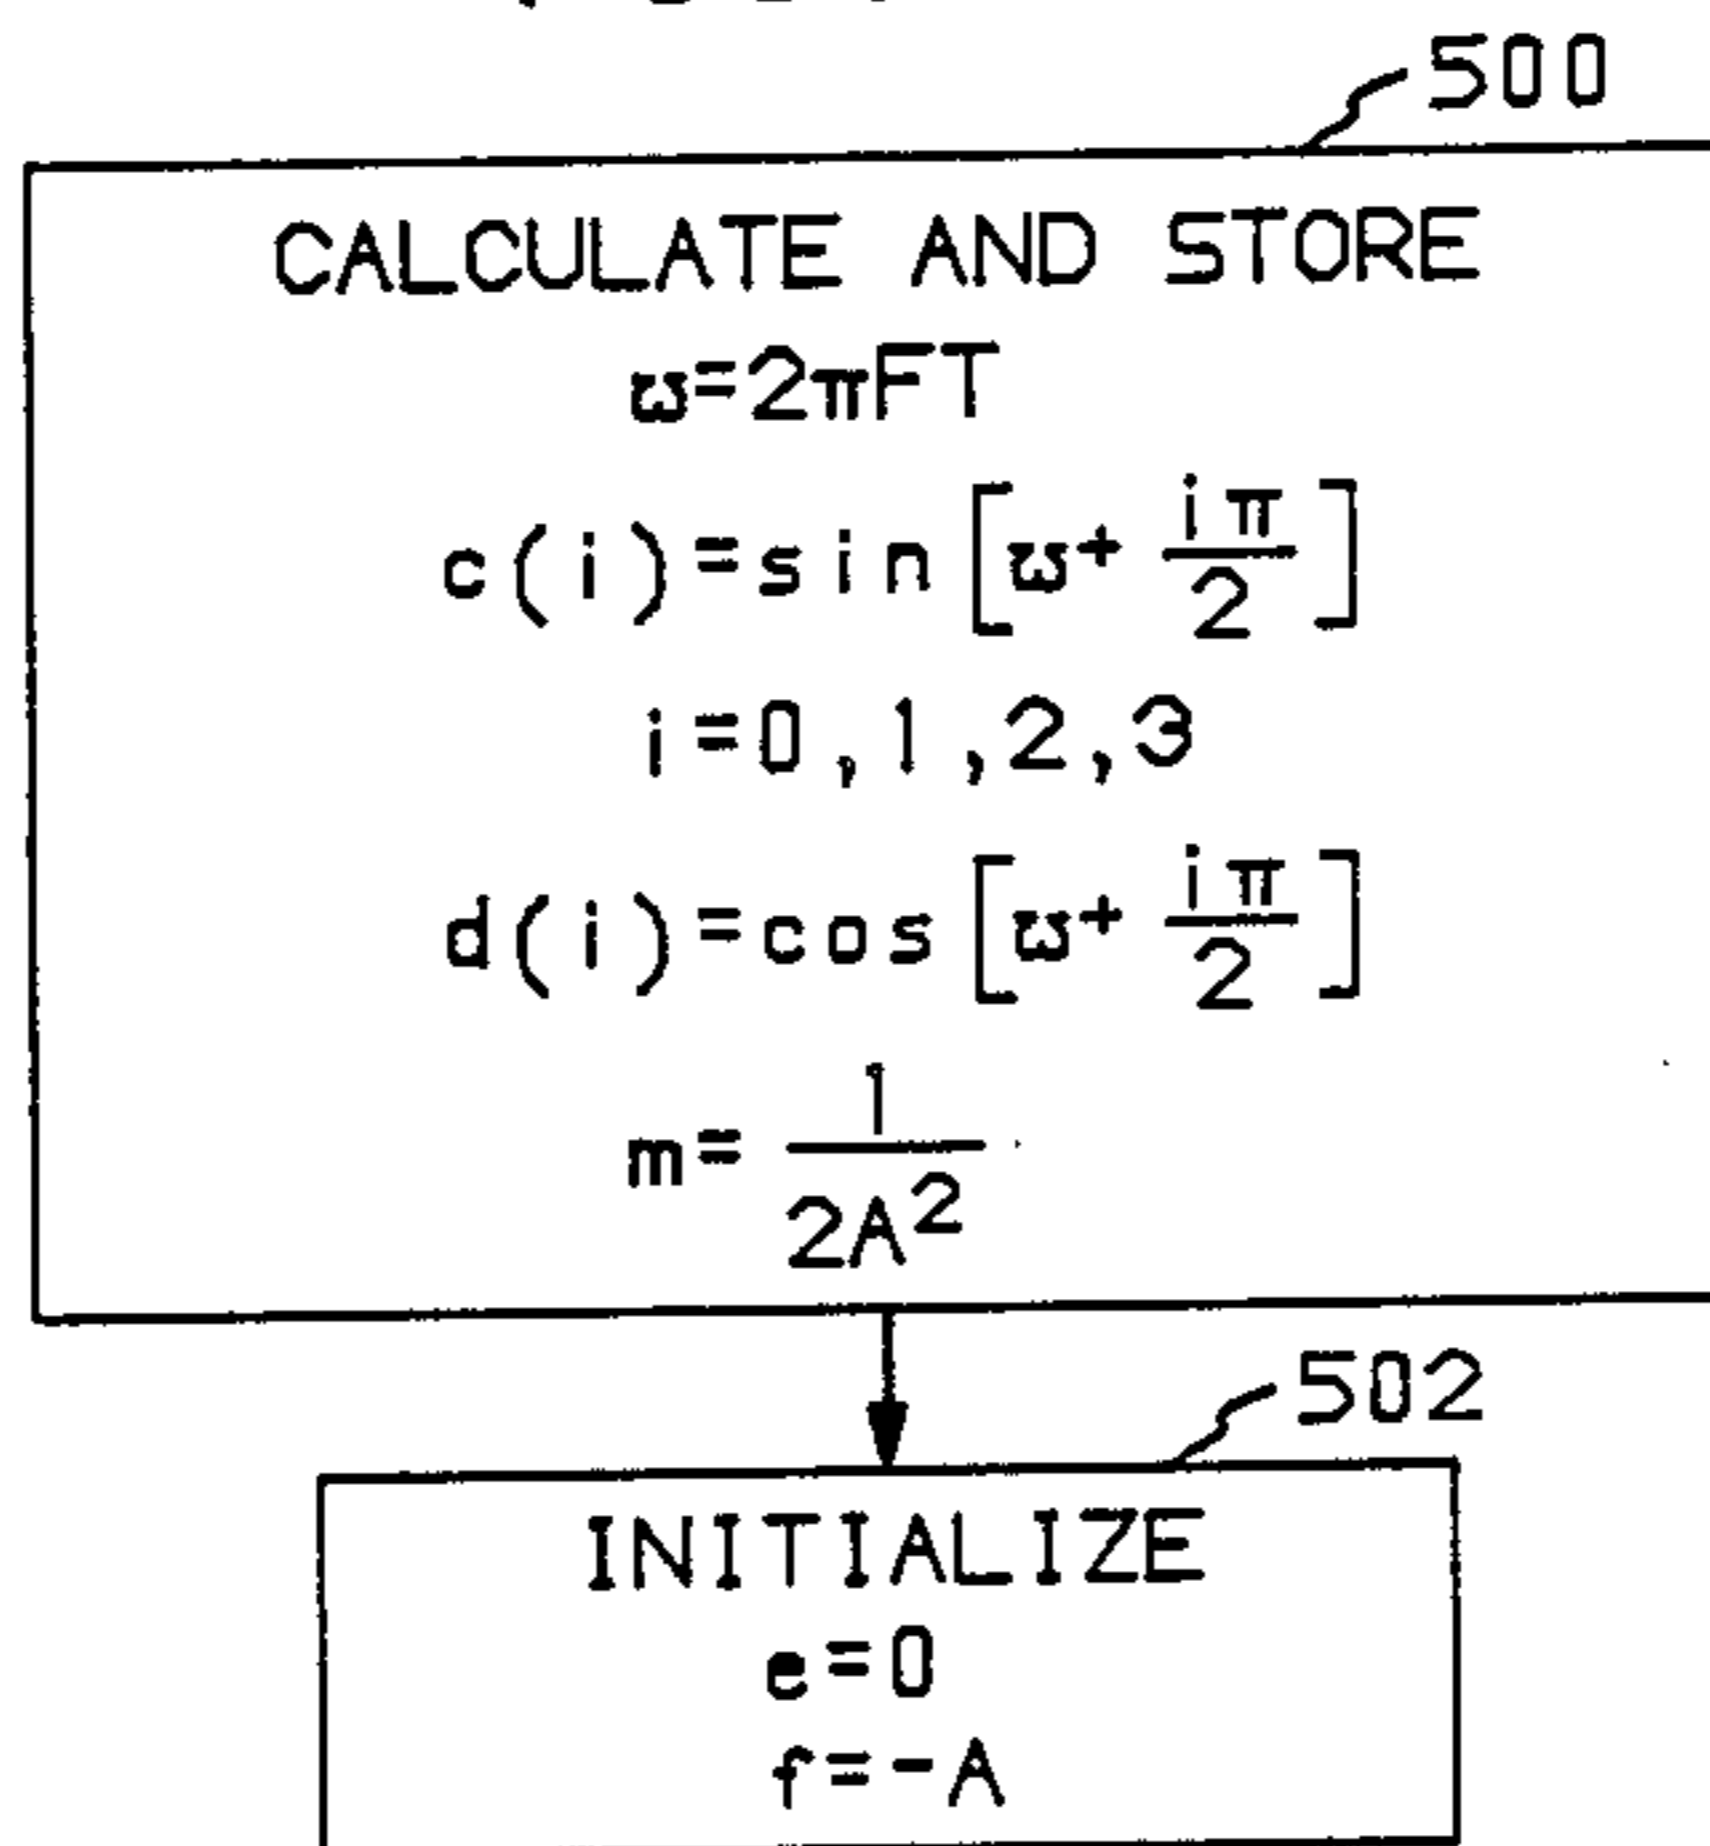 500
CALCULATE AND STORE
ω=2πFT
c(i)=sin[ω+ iπ/2]
i=0,1,2,3
d(i)=cos[ω+ iπ/2]
m= 1/2A²
502
INITIALIZE
e=0
f=-A